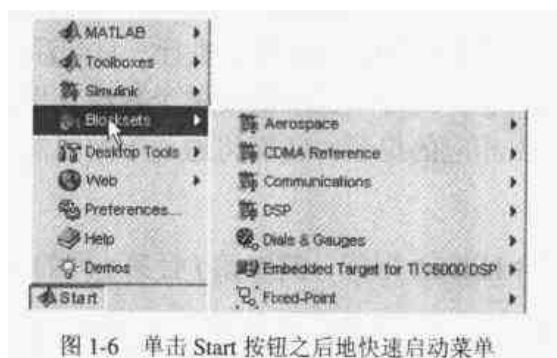 MATLAB
Toolboxes
Simulink
Blocksets
Desktop Tools
Web
Preferences...
Help
Demos
Start
Aerospace
CDMA Reference
Communications
DSP
Dials & Gauges
Embedded Target for TI C6000 DSP
Fixed-Point
图 1-6 单击 Start 按钮之后地快速启动菜单